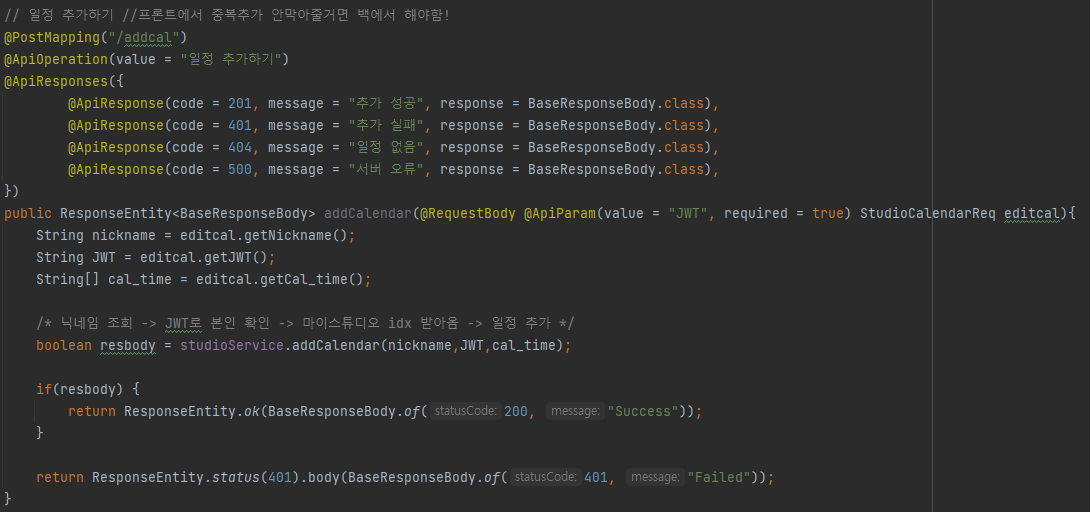 // 일정 추가하기 //프론트에서 중복추가 안막아줄거면 백에서 해야함!
@PostMapping("/addcal")
@ApiOperation(value = "일정 추가하기")
@ApiResponses({
        @ApiResponse(code = 201, message = "추가 성공", response = BaseResponseBody.class),
        @ApiResponse(code = 401, message = "추가 실패", response = BaseResponseBody.class),
        @ApiResponse(code = 404, message = "일정 없음", response = BaseResponseBody.class),
        @ApiResponse(code = 500, message = "서버 오류", response = BaseResponseBody.class),
})
public ResponseEntity<BaseResponseBody> addCalendar(@RequestBody @ApiParam(value = "JWT", required = true) StudioCalendarReq editcal){
    String nickname = editcal.getNickname();
    String JWT = editcal.getJWT();
    String[] cal_time = editcal.getCal_time();
    /* 닉네임 조회 -> JWT로 본인 확인 -> 마이스튜디오 idx 받아옴 -> 일정 추가 */
    boolean resbody = studioService.addCalendar(nickname,JWT,cal_time);
    if(resbody) {
        return ResponseEntity.ok(BaseResponseBody.of( statusCode: 200, message: "Success"));
    }
    return ResponseEntity.status(401).body(BaseResponseBody.of( statusCode: 401, message: "Failed"));
}